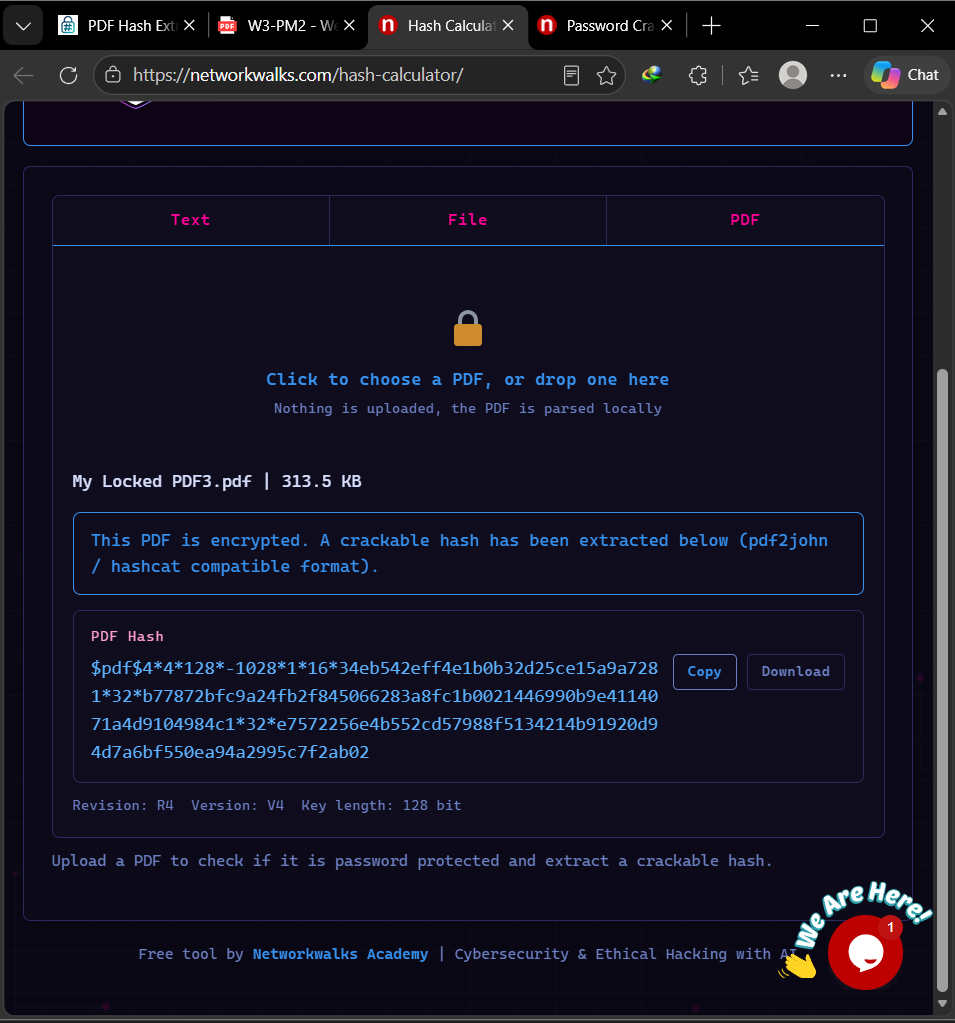 PDF Hash Ext
W3-PM2 - We
Hash Calculat
Password Cra
https://networkwalks.com/hash-calculator/
Chat
Text
File
PDF
Click to choose a PDF, or drop one here
Nothing is uploaded, the PDF is parsed locally
My Locked PDF3.pdf | 313.5 KB
This PDF is encrypted. A crackable hash has been extracted below (pdf2john
/ hashcat compatible format).
PDF Hash
$pdf$4*4*128*-1028*1*16*34eb542eff4e1b0b32d25ce15a9a728
1*32*b77872bfc9a24fb2f845066283a8fc1b0021446990b9e41140
71a4d9104984c1*32*e7572256e4b552cd57988f5134214b91920d9
4d7a6bf550ea94a2995c7f2ab02
Copy
Download
Revision: R4 Version: V4 Key length: 128 bit
Upload a PDF to check if it is password protected and extract a crackable hash.
We Are Here!
1
Free tool by Networkwalks Academy | Cybersecurity & Ethical Hacking with AI